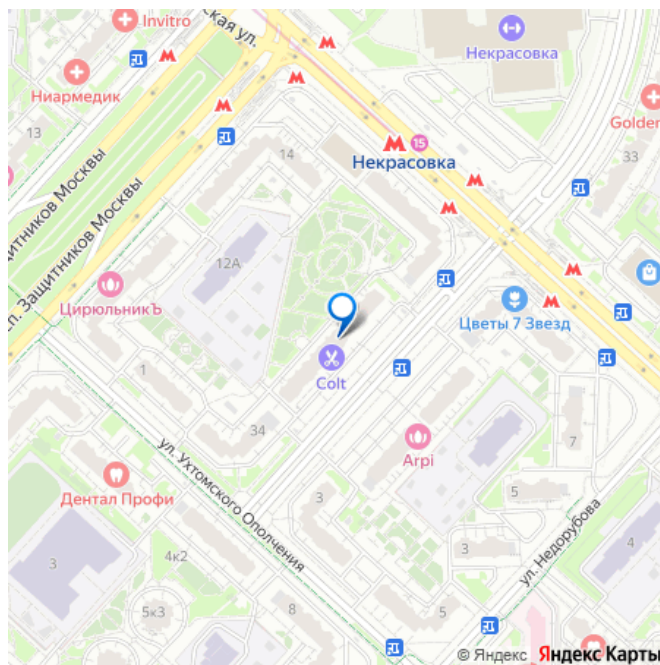 Invitro
ская ул.
Некрасовка
Ниармедик
Golden
13
15
Некрасовка
33
14
щитников Москвы
сп. Защитников Москвы
12А
ЦирюльникЪ
Цветы 7 Звезд
Colt
1
34
Arpi
7
ул. Ухтомского Ополчения
Дентал Профи
3
5
ул. Недорубова
3
4к2
3
4
5к3
8
5
© Яндекс Яндекс Карты